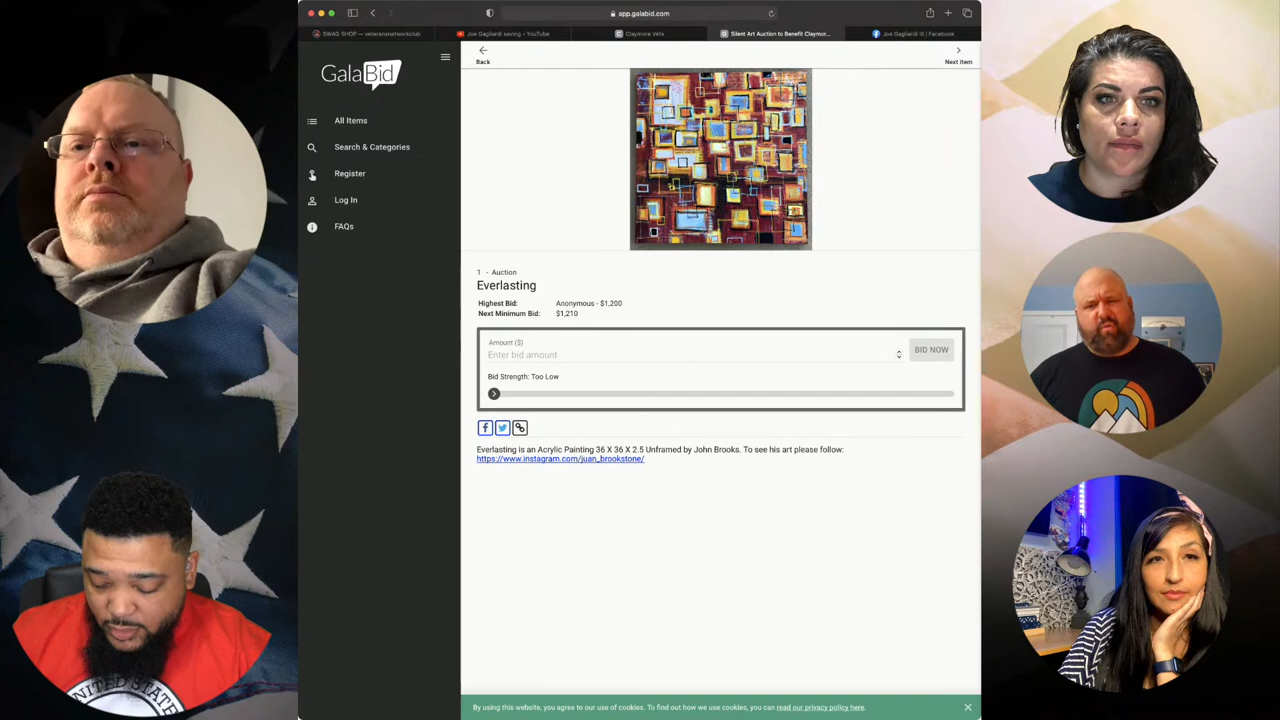 app.galabid.com
SWAG SHOP — veteransnetworkclub
Joe Gagliardi saving - YouTube
Claymore Vets
Silent Art Auction to Benefit Claymor...
Joe Gagliardi III | Facebook
GalaBid
All Items
Search & Categories
Register
Log In
FAQs
Back
Next Item
1 - Auction
Everlasting
Highest Bid: Anonymous - $1,200
Next Minimum Bid: $1,210
Amount ($)
Enter bid amount
BID NOW
Bid Strength: Too Low
Everlasting is an Acrylic Painting 36 X 36 X 2.5 Unframed by John Brooks. To see his art please follow:
https://www.instagram.com/juan_brookstone/
By using this website, you agree to our use of cookies. To find out how we use cookies, you can read our privacy policy here.
UNITED STATES